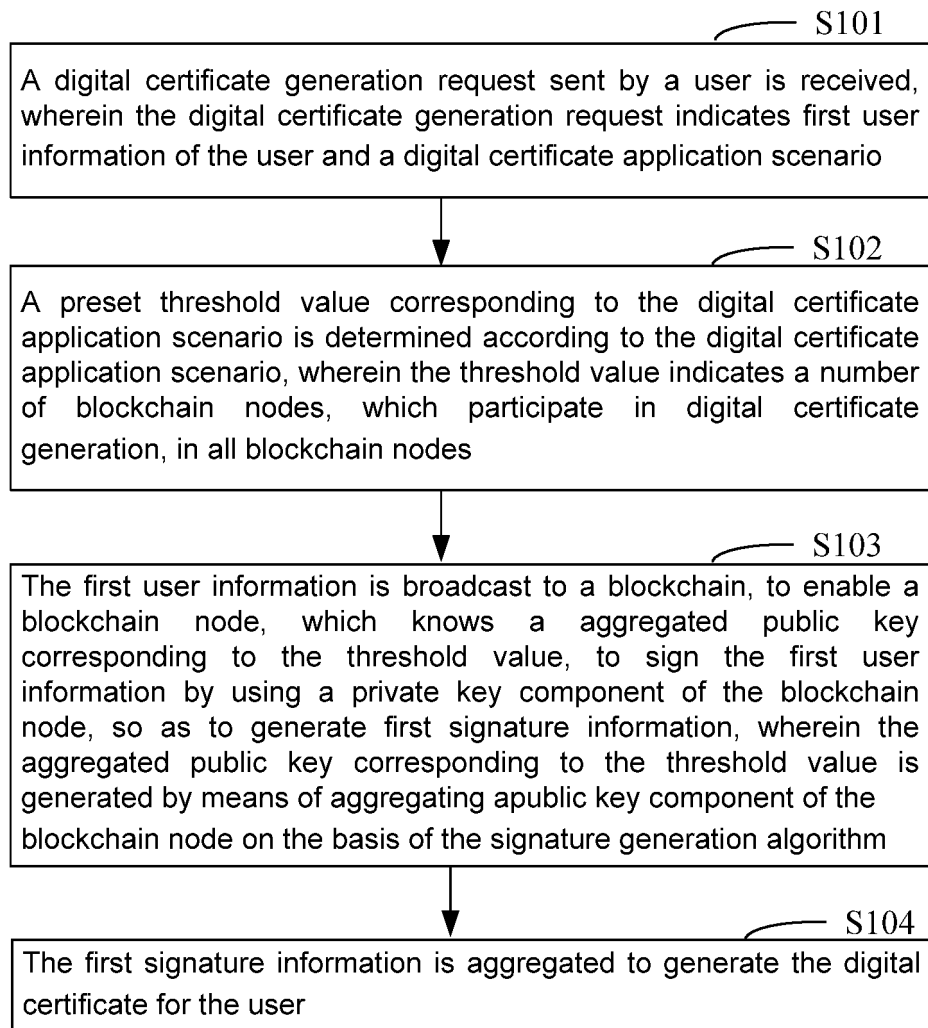 S101
A digital certificate generation request sent by a user is received,
wherein the digital certificate generation request indicates first user
information of the user and a digital certificate application scenario
S102
A preset threshold value corresponding to the digital certificate
application scenario is determined according to the digital certificate
application scenario, wherein the threshold value indicates a number
of blockchain nodes, which participate in digital certificate
generation, in all blockchain nodes
S103
The first user information is broadcast to a blockchain, to enable a
blockchain node, which knows a aggregated public key
corresponding to the threshold value, to sign the first user
information by using a private key component of the blockchain
node, so as to generate first signature information, wherein the
aggregated public key corresponding to the threshold value is
generated by means of aggregating apublic key component of the
blockchain node on the basis of the signature generation algorithm
S104
The first signature information is aggregated to generate the digital
certificate for the user